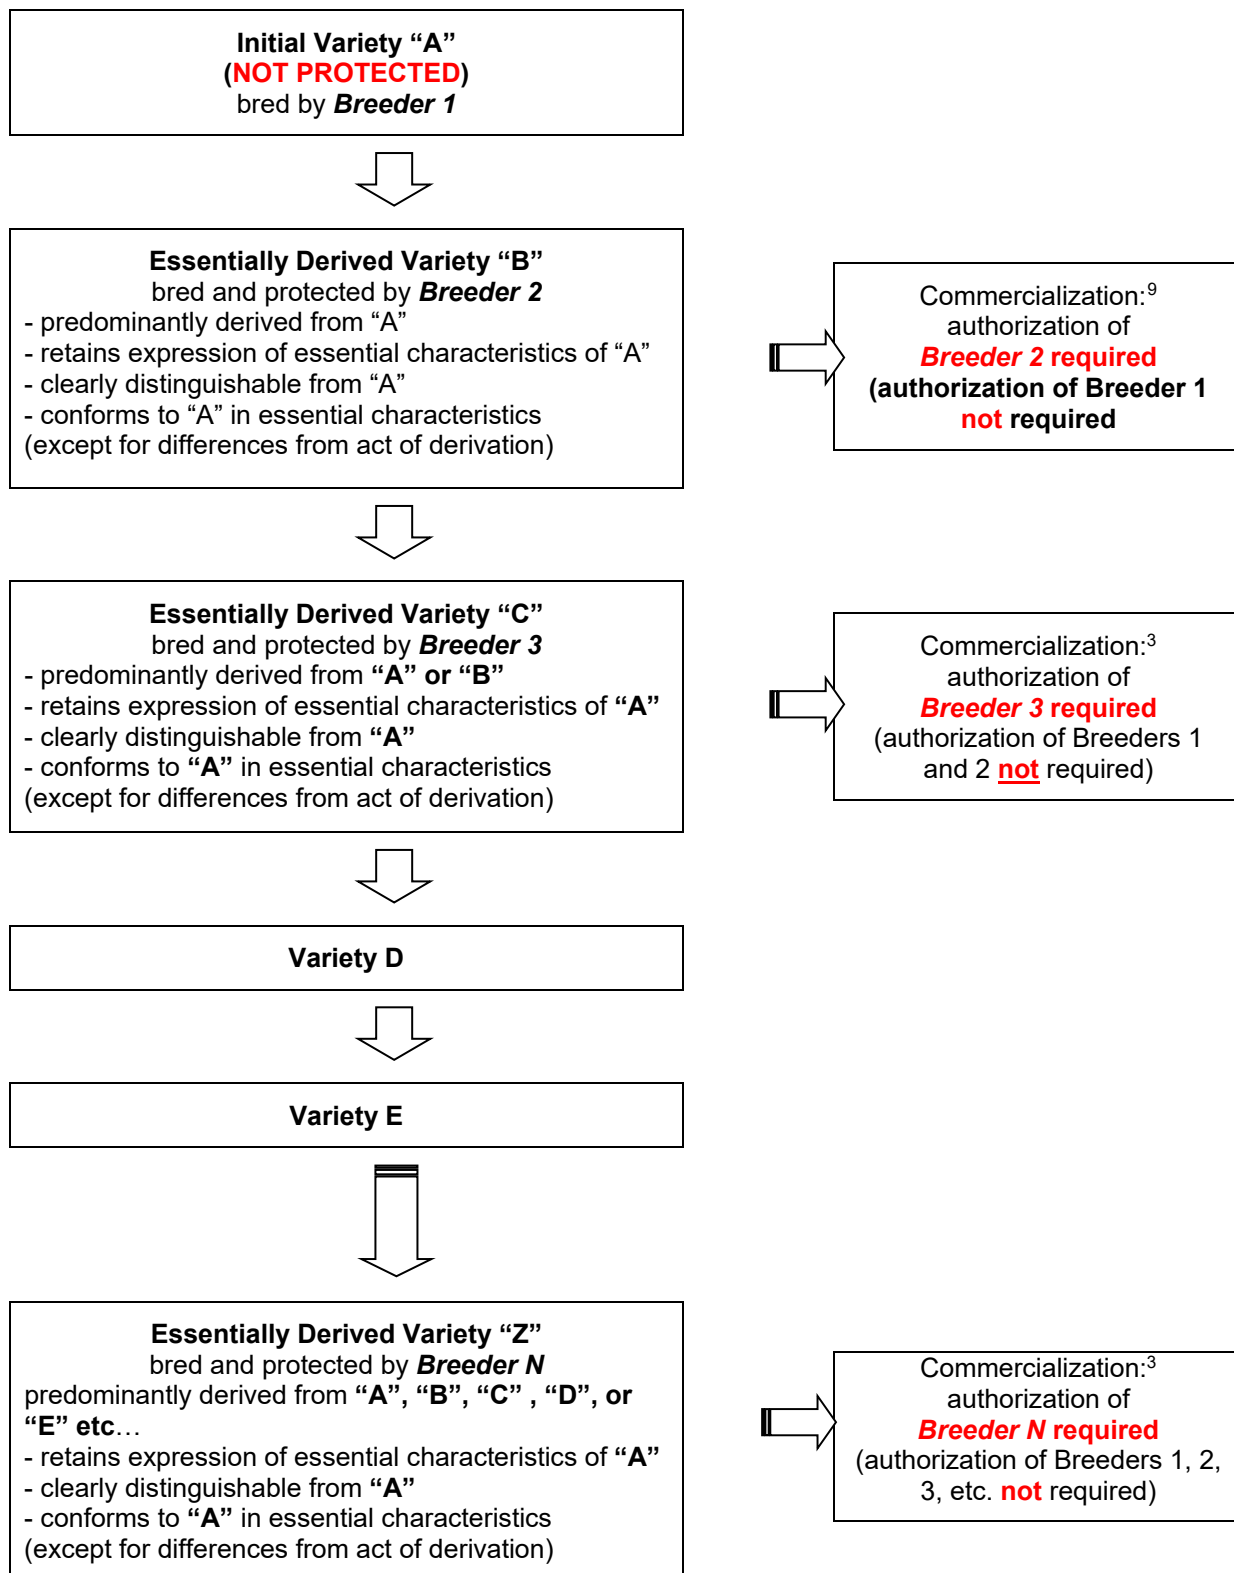 Initial Variety “A”
(NOT PROTECTED)
bred by Breeder 1
Essentially Derived Variety “B”
bred and protected by Breeder 2
- predominantly derived from “A”
- retains expression of essential characteristics of “A”
- clearly distinguishable from “A”
- conforms to “A” in essential characteristics
(except for differences from act of derivation)
Commercialization:9
authorization of
Breeder 2 required
(authorization of Breeder 1
not required
Essentially Derived Variety “C”
bred and protected by Breeder 3
- predominantly derived from “A” or “B”
- retains expression of essential characteristics of “A”
- clearly distinguishable from “A”
- conforms to “A” in essential characteristics
(except for differences from act of derivation)
Commercialization:3
authorization of
Breeder 3 required
(authorization of Breeders 1
and 2 not required)
Variety D
Variety E
Essentially Derived Variety “Z”
bred and protected by Breeder N
predominantly derived from “A”, “B”, “C” , “D”, or
“E” etc…
- retains expression of essential characteristics of “A”
- clearly distinguishable from “A”
- conforms to “A” in essential characteristics
(except for differences from act of derivation)
Commercialization:3
authorization of
Breeder N required
(authorization of Breeders 1, 2,
3, etc. not required)